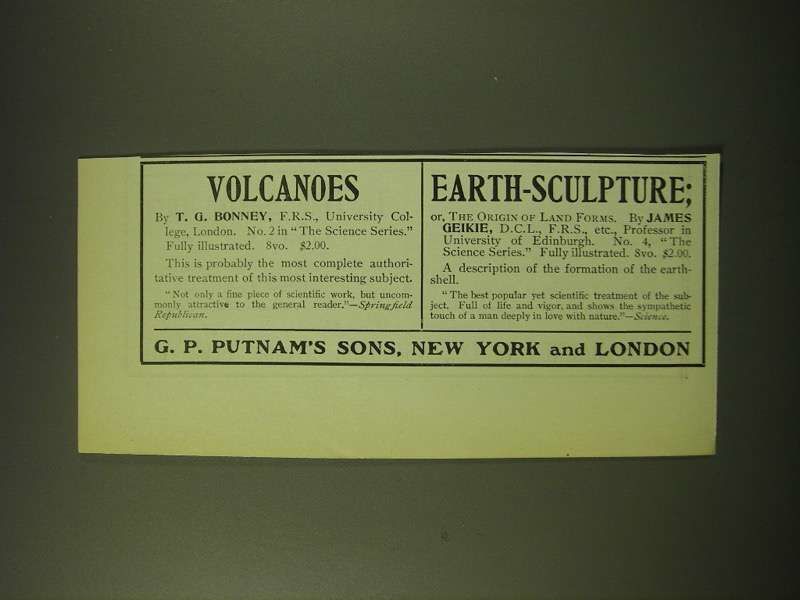 VOLCANOES
By T. G. BONNEY, F.R.S., University Col-
lege, London. No. 2 in "The Science Series."
Fully illustrated. 8vo. $2.00.
This is probably the most complete authori-
tative treatment of this most interesting subject.
"Not only a fine piece of scientific work, but uncom-
monly attractive to the general reader."—Springfield
Republican.
EARTH-SCULPTURE;
or, THE ORIGIN OF LAND FORMS. By JAMES
GEIKIE, D.C.L., F.R.S., etc., Professor in
University of Edinburgh. No. 4, "The
Science Series." Fully illustrated. 8vo. $2.00.
A description of the formation of the earth-
shell.
"The best popular yet scientific treatment of the sub-
ject. Full of life and vigor, and shows the sympathetic
touch of a man deeply in love with nature."—Science.
G. P. PUTNAM'S SONS, NEW YORK and LONDON